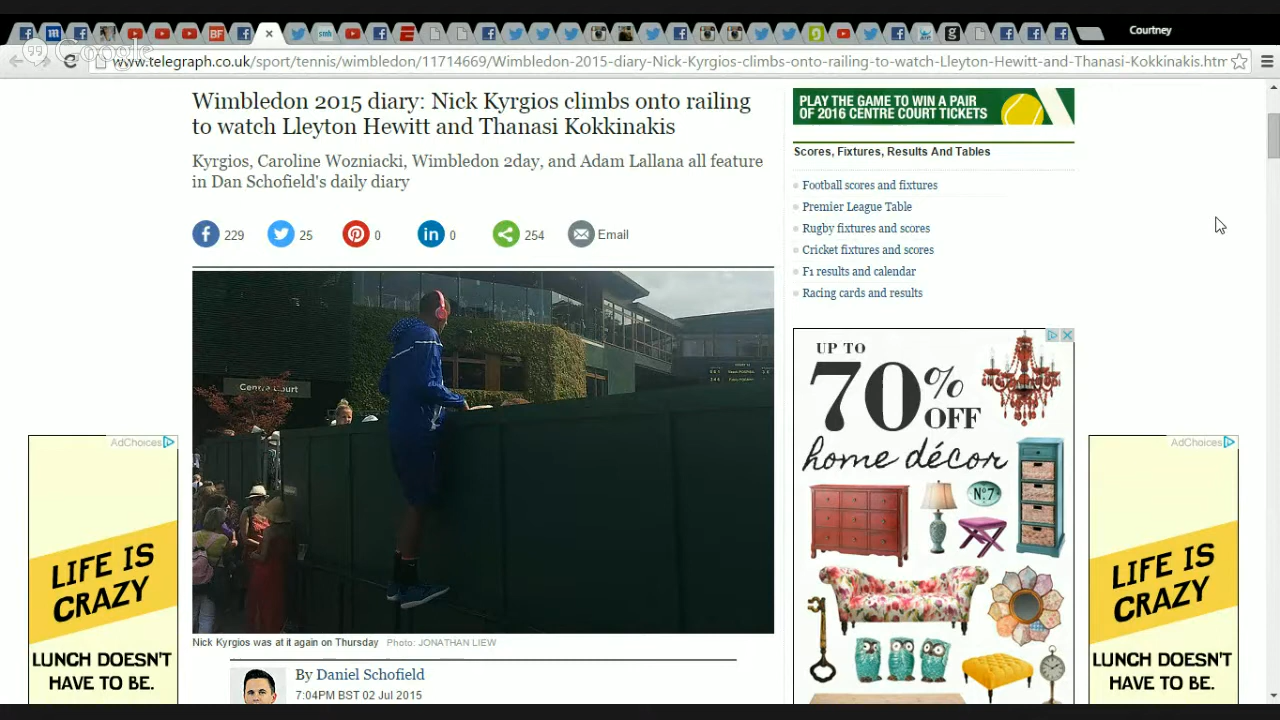 Courtney
Google
www.telegraph.co.uk/sport/tennis/wimbledon/11714669/Wimbledon-2015-diary-Nick-Kyrgios-climbs-onto-railing-to-watch-Lleyton-Hewitt-and-Thanasi-Kokkinakis.htm
Wimbledon 2015 diary: Nick Kyrgios climbs onto railing
to watch Lleyton Hewitt and Thanasi Kokkinakis
Kyrgios, Caroline Wozniacki, Wimbledon 2day, and Adam Lallana all feature
in Dan Schofield's daily diary
229
25
0
0
254
Email
Centre Court
Nick Kyrgios was at it again on Thursday Photo: JONATHAN LIEW
By Daniel Schofield
7:04PM BST 02 Jul 2015
PLAY THE GAME TO WIN A PAIR
OF 2016 CENTRE COURT TICKETS
Scores, Fixtures, Results And Tables
Football scores and fixtures
Premier League Table
Rugby fixtures and scores
Cricket fixtures and scores
F1 results and calendar
Racing cards and results
UP TO
70% OFF
home décor
Nº7
AdChoices
LIFE IS
CRAZY
LUNCH DOESN'T
HAVE TO BE.
AdChoices
LIFE IS
CRAZY
LUNCH DOESN'T
HAVE TO BE.